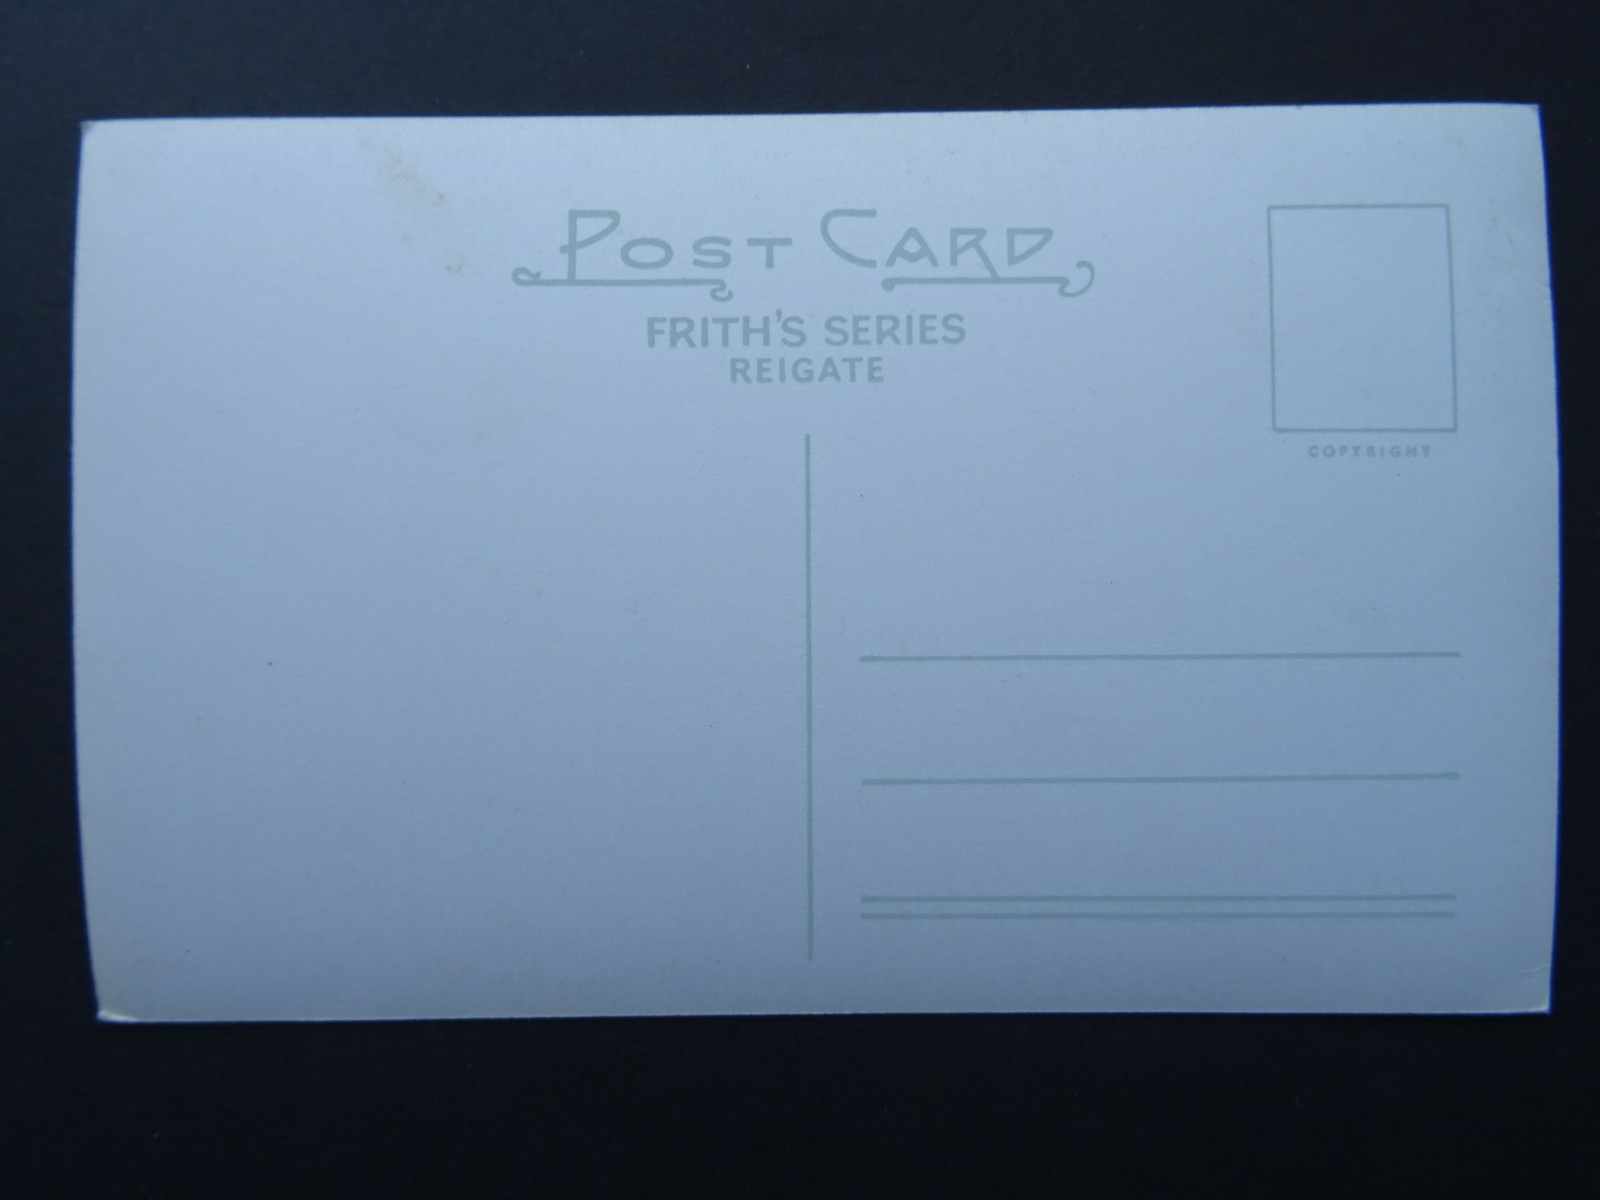 POST CARD
FRITH'S SERIES
REIGATE
COPYRIGHT